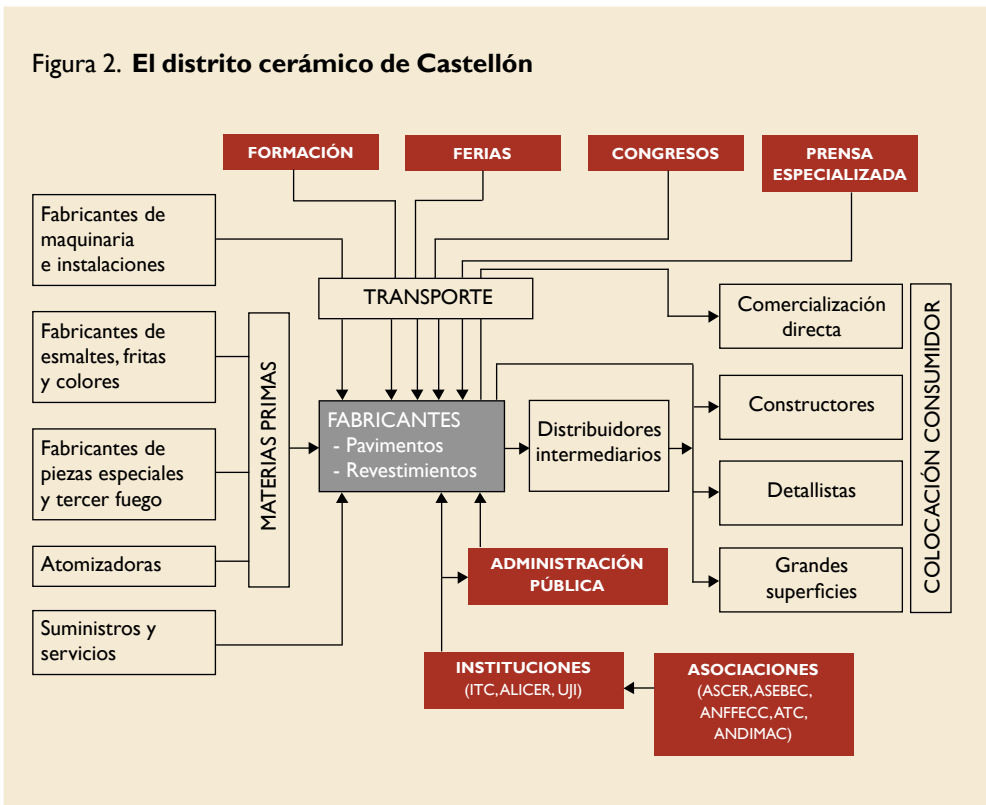 Figura 2. El distrito cerámico de Castellón
FORMACIÓN
FERIAS
CONGRESOS
PRENSA
ESPECIALIZADA
Fabricantes de
maquinaria
e instalaciones
TRANSPORTE
Fabricantes de
esmaltes, fritas
y colores
Fabricantes de
piezas especiales
y tercer fuego
Atomizadoras
Suministros y
servicios
MATERIAS PRIMAS
FABRICANTES
- Pavimentos
- Revestimientos
Distribuidores
intermediarios
Comercialización
directa
Constructores
Detallistas
Grandes
superficies
COLOCACIÓN CONSUMIDOR
ADMINISTRACIÓN
PÚBLICA
INSTITUCIONES
(ITC, ALICER, UJI)
ASOCIACIONES
(ASCER, ASEBEC,
ANFFECC, ATC,
ANDIMAC)